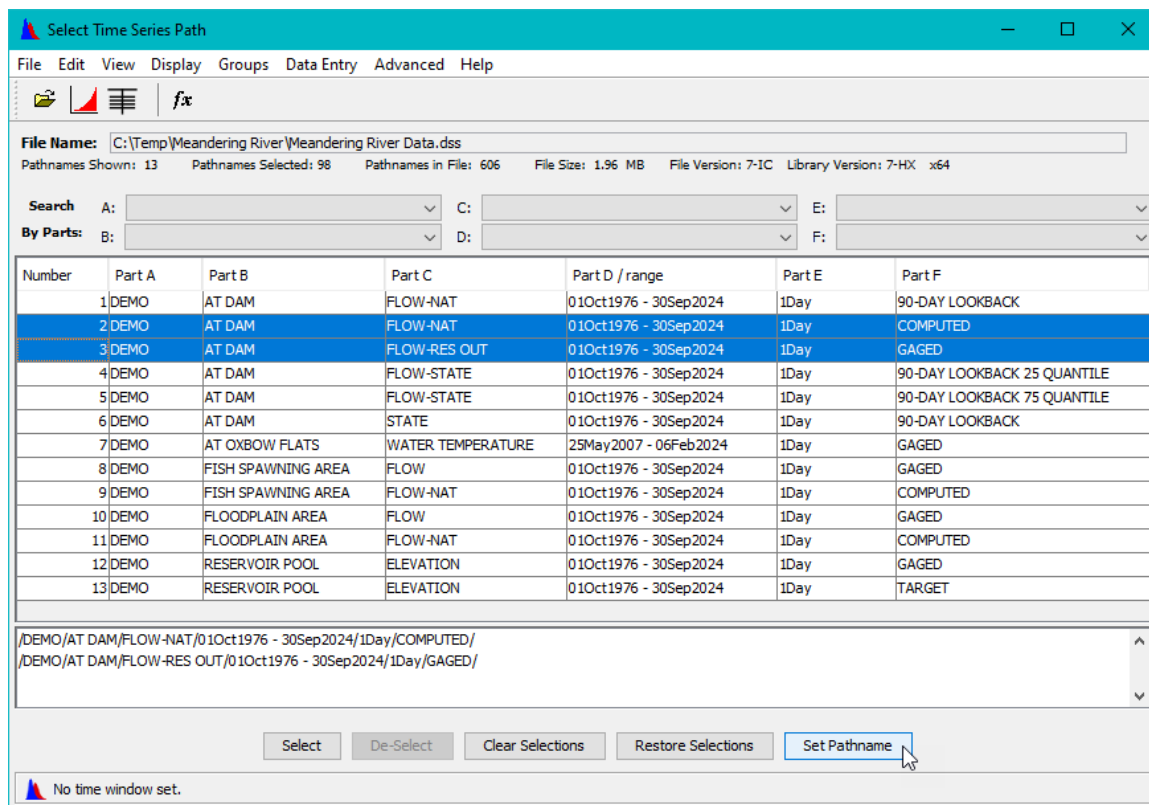 Select Time Series Path
File Edit View Display Groups Data Entry Advanced Help
fx
File Name: C:\Temp\Meandering River\Meandering River Data.dss
Pathnames Shown: 13 Pathnames Selected: 98 Pathnames in File: 606 File Size: 1.96 MB File Version: 7-IC Library Version: 7-HX x64
Search A: C: E:
By Parts: B: D: F:
Number Part A Part B Part C Part D / range Part E Part F
1 DEMO AT DAM FLOW-NAT 01Oct1976 - 30Sep2024 1Day 90-DAY LOOKBACK
2 DEMO AT DAM FLOW-NAT 01Oct1976 - 30Sep2024 1Day COMPUTED
3 DEMO AT DAM FLOW-RES OUT 01Oct1976 - 30Sep2024 1Day GAGED
4 DEMO AT DAM FLOW-STATE 01Oct1976 - 30Sep2024 1Day 90-DAY LOOKBACK 25 QUANTILE
5 DEMO AT DAM FLOW-STATE 01Oct1976 - 30Sep2024 1Day 90-DAY LOOKBACK 75 QUANTILE
6 DEMO AT DAM STATE 01Oct1976 - 30Sep2024 1Day 90-DAY LOOKBACK
7 DEMO AT OXBOW FLATS WATER TEMPERATURE 25May2007 - 06Feb2024 1Day GAGED
8 DEMO FISH SPAWNING AREA FLOW 01Oct1976 - 30Sep2024 1Day GAGED
9 DEMO FISH SPAWNING AREA FLOW-NAT 01Oct1976 - 30Sep2024 1Day COMPUTED
10 DEMO FLOODPLAIN AREA FLOW 01Oct1976 - 30Sep2024 1Day GAGED
11 DEMO FLOODPLAIN AREA FLOW-NAT 01Oct1976 - 30Sep2024 1Day COMPUTED
12 DEMO RESERVOIR POOL ELEVATION 01Oct1976 - 30Sep2024 1Day GAGED
13 DEMO RESERVOIR POOL ELEVATION 01Oct1976 - 30Sep2024 1Day TARGET
/DEMO/AT DAM/FLOW-NAT/01Oct1976 - 30Sep2024/1Day/COMPUTED/
/DEMO/AT DAM/FLOW-RES OUT/01Oct1976 - 30Sep2024/1Day/GAGED/
Select De-Select Clear Selections Restore Selections Set Pathname
No time window set.